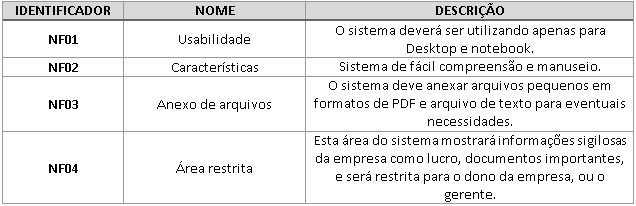 IDENTIFICADOR NOME DESCRIÇÃO
NF01 Usabilidade O sistema deverá ser utilizando apenas para
Desktop e notebook.
NF02 Características Sistema de fácil compreensão e manuseio.
NF03 Anexo de arquivos O sistema deve anexar arquivos pequenos em
formatos de PDF e arquivo de texto para eventuais
necessidades.
NF04 Área restrita Esta área do sistema mostrará informações sigilosas
da empresa como lucro, documentos importantes,
e será restrita para o dono da empresa, ou o
gerente.